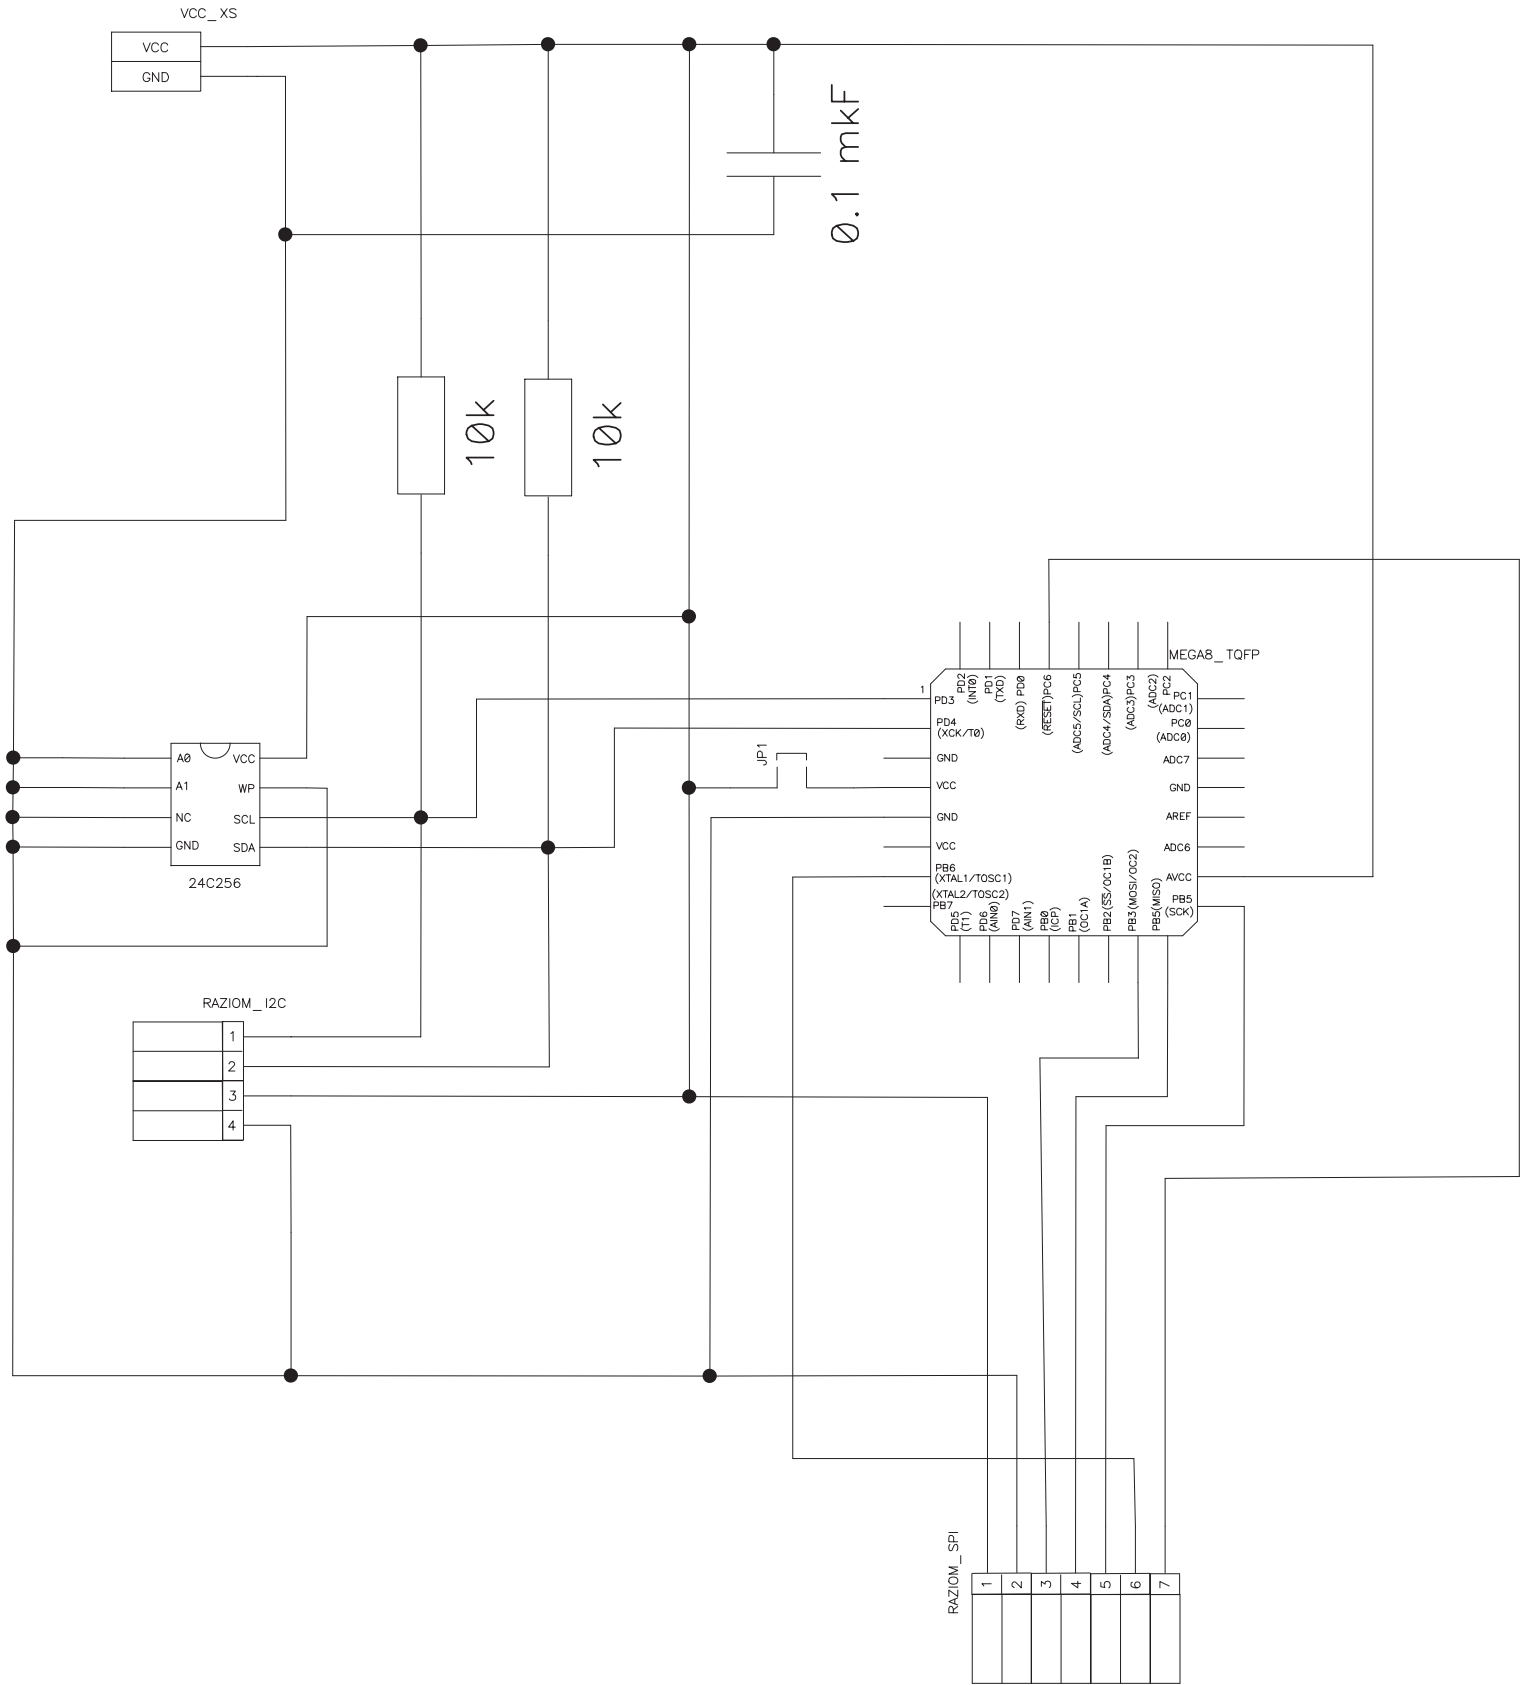 VCC_XS
VCC
GND
0.1 mkF
10k
10k
MEGA8_TQFP
1
PD2
(INT0)
PD1
(TXD)
(RXD) PD0
(RESET)PC6
(ADC5/SCL)PC5
(ADC4/SDA)PC4
(ADC3)PC3
(ADC2)
PC2
PD3
PD4
(XCK/T0)
GND
VCC
GND
VCC
PB6
(XTAL1/TOSC1)
(XTAL2/TOSC2)
PB7
PC1
(ADC1)
PC0
(ADC0)
ADC7
GND
AREF
ADC6
AVCC
PB5
(SCK)
PD5
(T1)
PD6
(AIN0)
PD7
(AIN1)
PB0
(ICP)
PB1
(OC1A)
PB2(SS/OC1B)
PB3(MOSI/OC2)
PB5(MISO)
JP1
A0
A1
NC
GND
VCC
WP
SCL
SDA
24C256
RAZIOM_I2C
1
2
3
4
RAZIOM_SPI
1
2
3
4
5
6
7